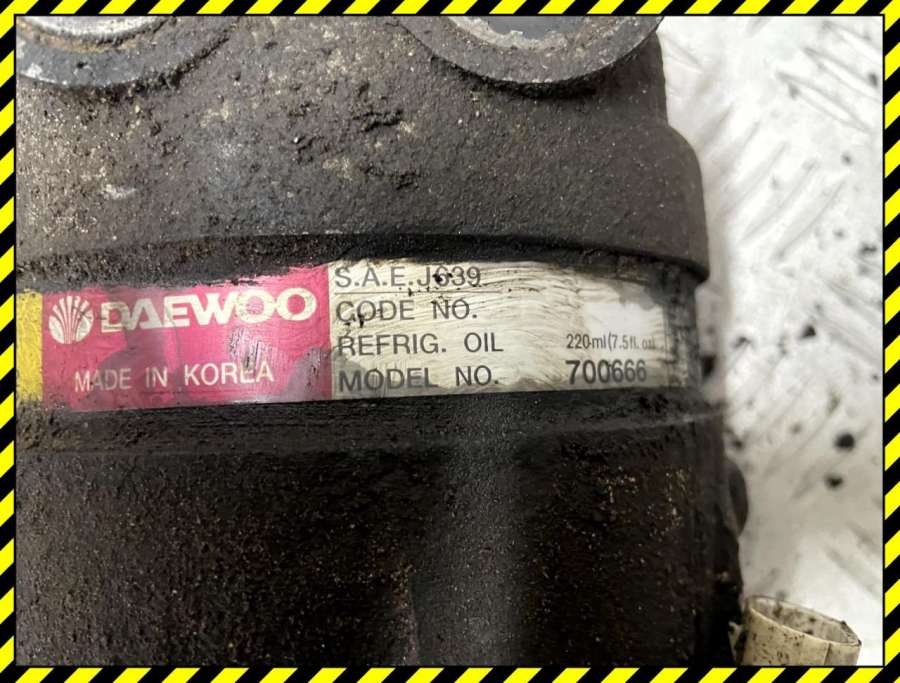 DAEWOO
MADE IN KOREA
S.A.E.J639
CODE NO.
REFRIG. OIL 220ml(7.5fl. oz)
MODEL NO. 700666